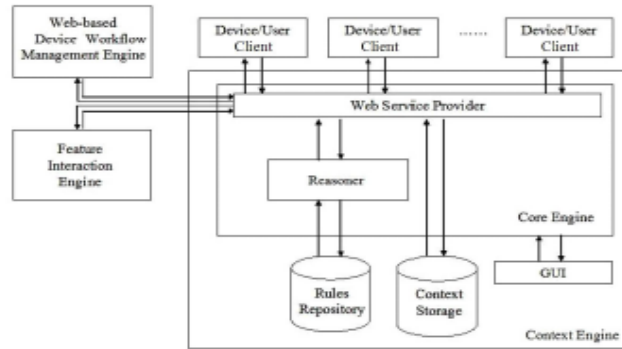 Web-based
Device Workflow
Management Engine
Device/User
Client
Device/User
Client
......
Device/User
Client
Web Service Provider
Feature
Interaction
Engine
Reasoner
Core Engine
GUI
Rules
Repository
Context
Storage
Context Engine